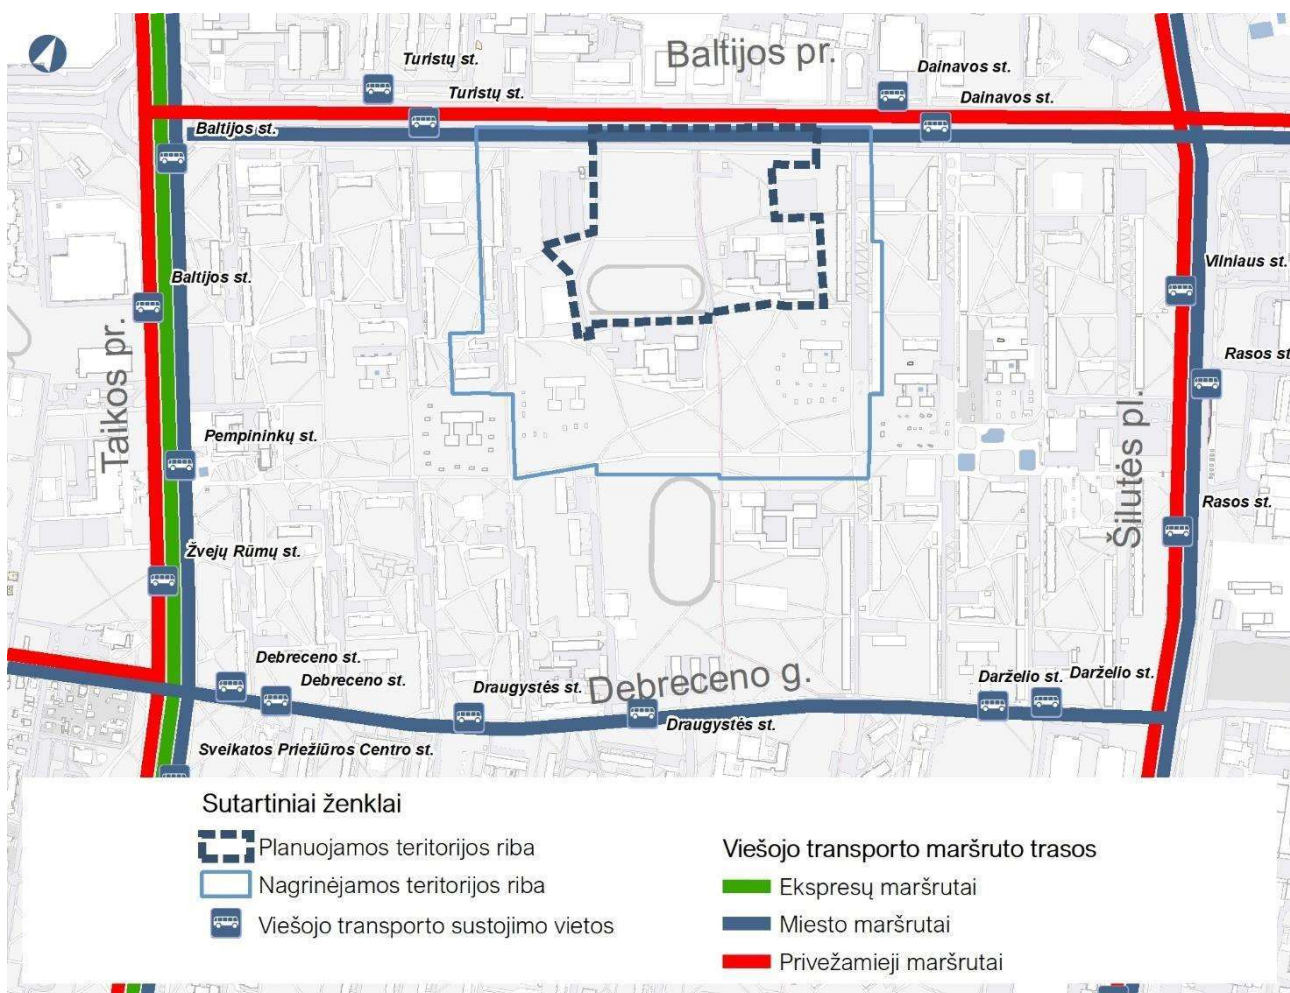 Baltijos pr.
Turistų st.
Turistų st.
Dainavos st.
Dainavos st.
Baltijos st.
Baltijos st.
Vilniaus st.
Taikos pr.
Rasos st
Šilutės pl.
Pempininkų st.
Rasos st.
Žvejų Rūmų st.
Debreceno st.
Debreceno st.
Draugystės st.
Debreceno g.
Draugystės st.
Darželio st.
Darželio st.
Sveikatos Priežiūros Centro st.
Sutartiniai ženklai
Planuojamos teritorijos riba
Nagrinėjamos teritorijos riba
Viešojo transporto sustojimo vietos
Viešojo transporto maršruto trasos
Ekspresų maršrutai
Miesto maršrutai
Privežamieji maršrutai